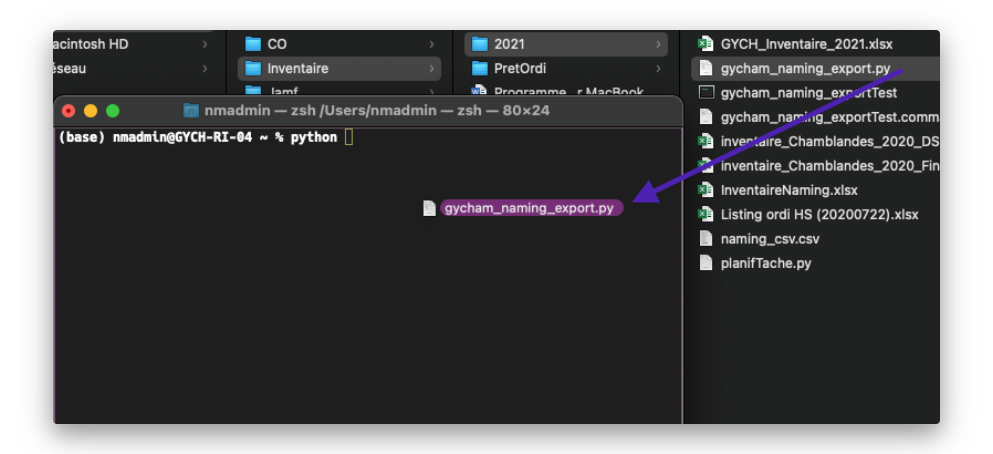 acintosh HD
éseau
CO
Inventaire
Jamf
2021
PretOrdi
Programme_r MacBook
GYCH_Inventaire_2021.xlsx
gycham_naming_export.py
gycham_naming_exportTest
gycham_naming_exportTest.comm
inventaire_Chamblandes_2020_DS
inventaire_Chamblandes_2020_Fin
InventaireNaming.xlsx
Listing ordi HS (20200722).xlsx
naming_csv.csv
planifTache.py
nmadmin — zsh /Users/nmadmin — zsh — 80×24
(base) nmadmin@GYCH-RI-04 ~ % python
gycham_naming_export.py